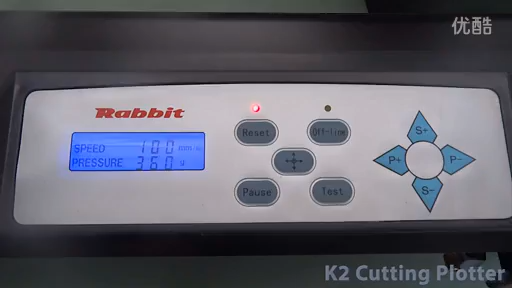 优酷
Rabbit
SPEED 100 mm/s
PRESSURE 360 g
Reset
Off-line
Pause
Test
S+
P+
P-
S-
K2 Cutting Plotter